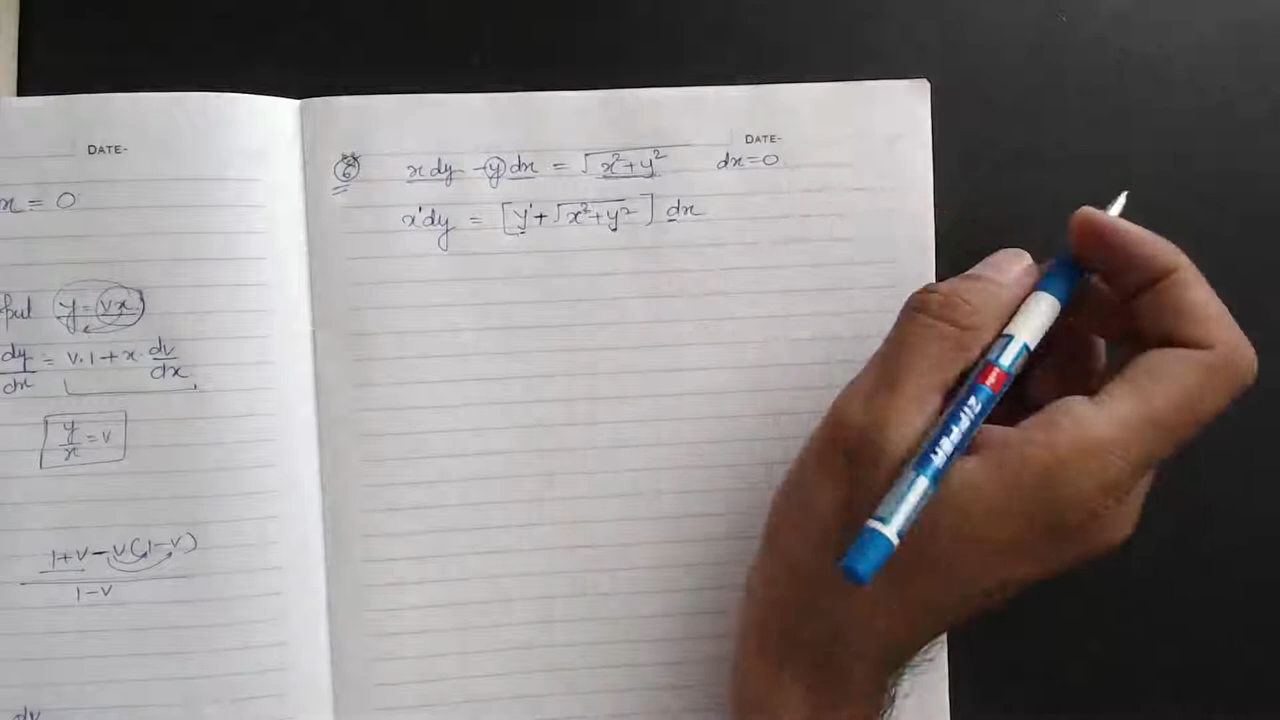 DATE-
x = 0
put y = vx
dy/dx = v·1 + x·dv/dx
y/x = v
1+v-v(1-v)/1-v
dv
DATE-
6 x dy - y dx = √x²+y² dx=0
x'dy = [y'+√x²+y²] dx
ZIPPER